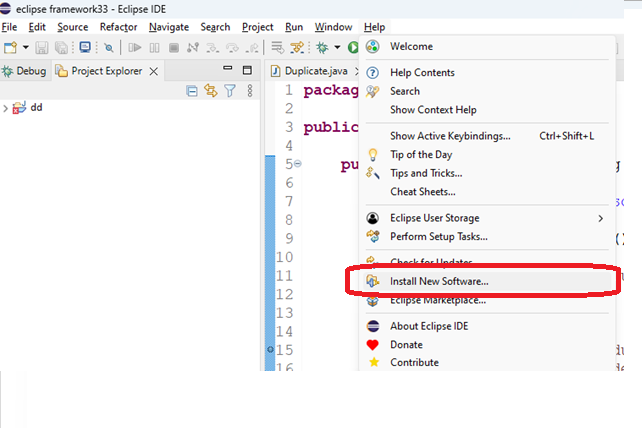 eclipse framework33 - Eclipse IDE
File Edit Source Refactor Navigate Search Project Run Window Help
Debug Project Explorer
dd
Duplicate.java
1 packag
2
3 public
4
5 pu
6
7
8
9 ()
10
11
12
13
14
15
16
Welcome
Help Contents
Search
Show Context Help
Show Active Keybindings... Ctrl+Shift+L
Tip of the Day
Tips and Tricks...
Cheat Sheets...
Eclipse User Storage
Perform Setup Tasks...
Check for Updates
Install New Software...
Eclipse Marketplace...
About Eclipse IDE
Donate
Contribute